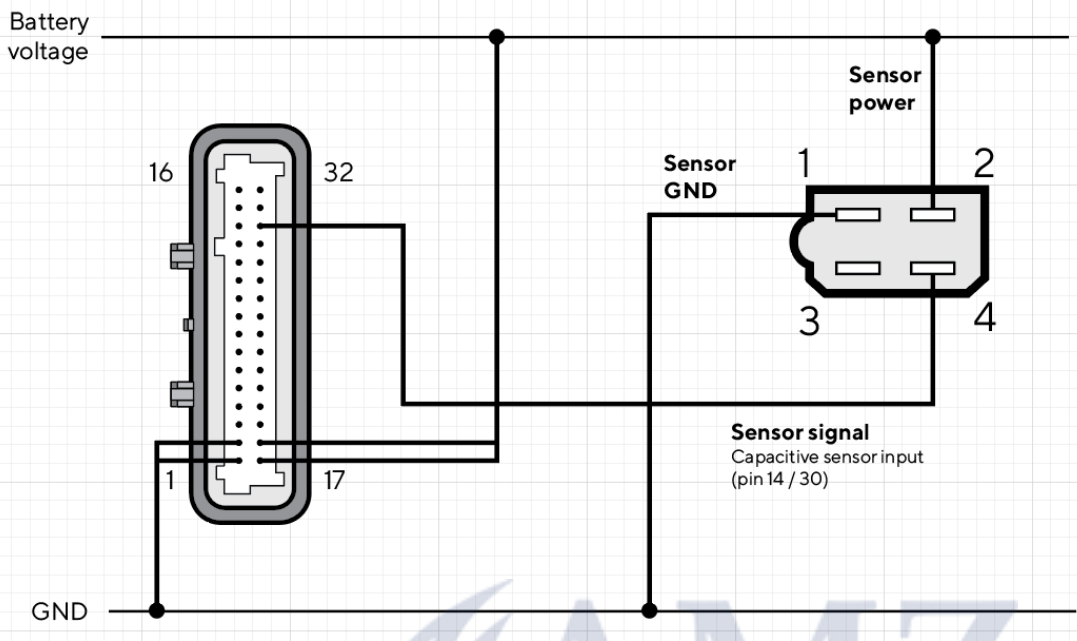 Battery
voltage
Sensor
power
16
32
Sensor
GND
1
2
3
4
Sensor signal
Capacitive sensor input
(pin 14 / 30)
1
17
GND
AMZ